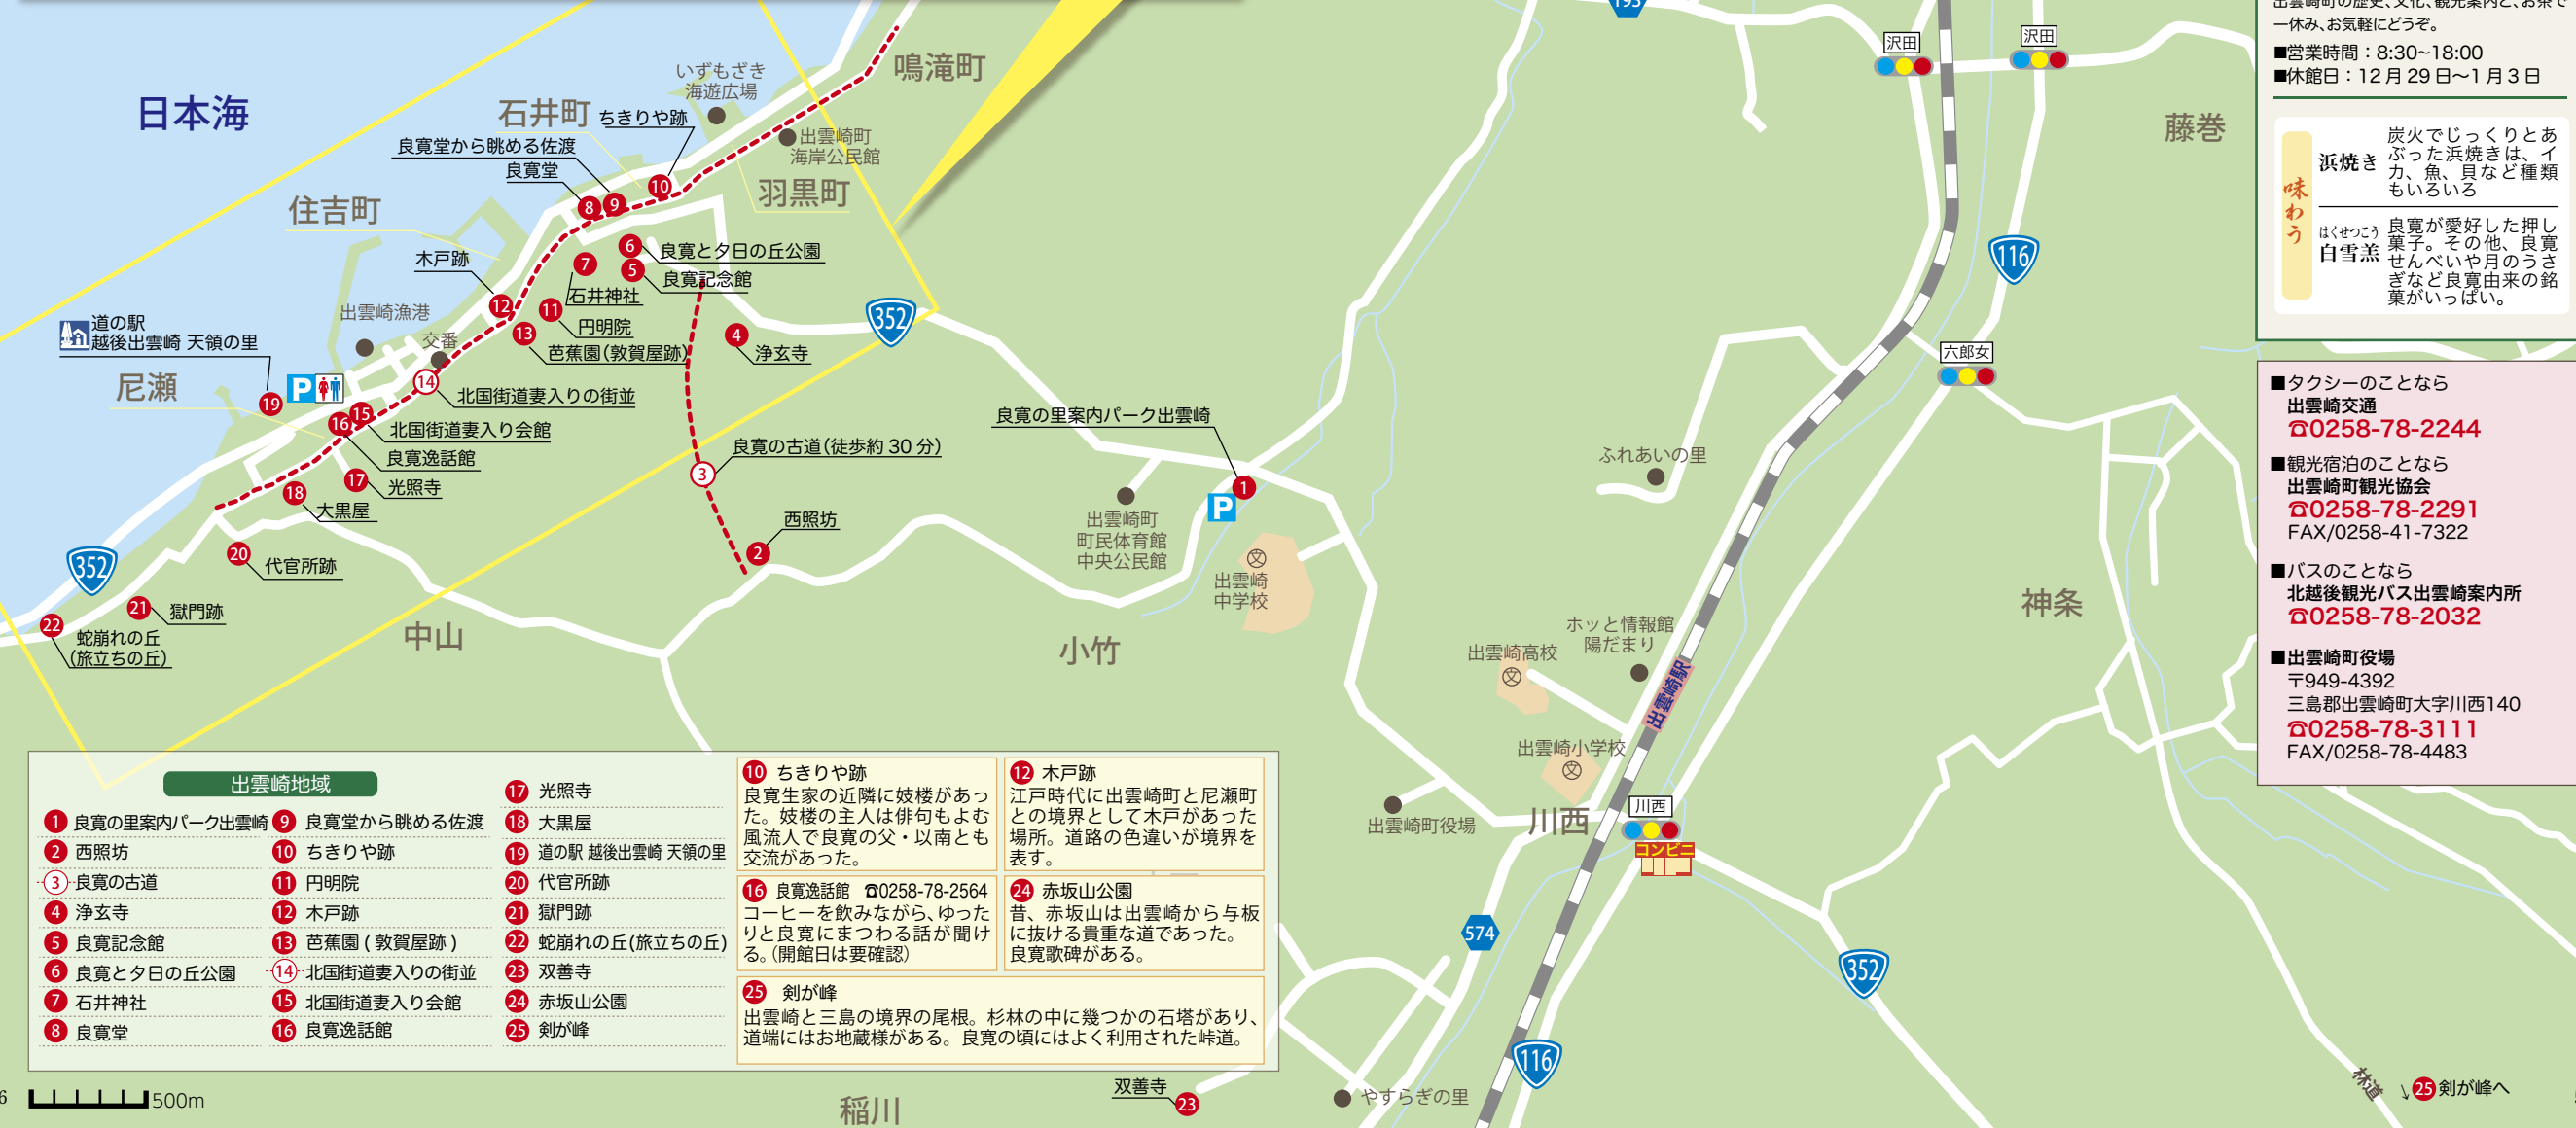 日本海
鳴滝町
いずもざき
海遊広場
石井町
ちきりや跡
良寛堂から眺める佐渡
良寛堂
出雲崎町
海岸公民館
羽黒町
10
9
8
住吉町
木戸跡
6
良寛と夕日の丘公園
7
5
良寛記念館
石井神社
12
11
円明院
13
芭蕉園(敦賀屋跡)
4
浄玄寺
352
出雲崎漁港
交番
道の駅
越後出雲崎 天領の里
尼瀬
19
P
14
北国街道妻入りの街並
15
16
北国街道妻入り会館
良寛逸話館
17
光照寺
18
大黒屋
3
良寛の古道(徒歩約 30 分)
良寛の里案内パーク出雲崎
1
P
2
西照坊
20
代官所跡
352
21
獄門跡
22
蛇崩れの丘
(旅立ちの丘)
中山
小竹
出雲崎町
町民体育館
中央公民館
文
出雲崎
中学校
193
沢田
沢田
藤巻
116
六郎女
ふれあいの里
神条
ホッと情報館
陽だまり
出雲崎高校
文
出雲崎駅
出雲崎小学校
文
川西
川西
コンビニ
出雲崎町役場
574
352
116
やすらぎの里
双善寺
23
稲川
林道
25 剣が峰へ
出雲崎町の歴史、文化、観光案内と、お茶で
一休み、お気軽にどうぞ。
■営業時間:8:30~18:00
■休館日:12 月 29 日〜1 月 3 日
味わう
浜焼き
炭火でじっくりとあ
ぶった浜焼きは、イ
カ、魚、貝など種類
もいろいろ
はくせつこう
白雪羔
良寛が愛好した押し
菓子。その他、良寛
せんべいや月のうさ
ぎなど良寛由来の銘
菓がいっぱい。
■タクシーのことなら
出雲崎交通
☎0258-78-2244
■観光宿泊のことなら
出雲崎町観光協会
☎0258-78-2291
FAX/0258-41-7322
■バスのことなら
北越後観光バス出雲崎案内所
☎0258-78-2032
■出雲崎町役場
〒949-4392
三島郡出雲崎町大字川西140
☎0258-78-3111
FAX/0258-78-4483
出雲崎地域
1 良寛の里案内パーク出雲崎
2 西照坊
3 良寛の古道
4 浄玄寺
5 良寛記念館
6 良寛と夕日の丘公園
7 石井神社
8 良寛堂
9 良寛堂から眺める佐渡
10 ちきりや跡
11 円明院
12 木戸跡
13 芭蕉園 ( 敦賀屋跡 )
14 北国街道妻入りの街並
15 北国街道妻入り会館
16 良寛逸話館
17 光照寺
18 大黒屋
19 道の駅 越後出雲崎 天領の里
20 代官所跡
21 獄門跡
22 蛇崩れの丘(旅立ちの丘)
23 双善寺
24 赤坂山公園
25 剣が峰
10 ちきりや跡
良寛生家の近隣に妓楼があっ
た。妓楼の主人は俳句もよむ
風流人で良寛の父・以南とも
交流があった。
12 木戸跡
江戸時代に出雲崎町と尼瀬町
との境界として木戸があった
場所。道路の色違いが境界を
表す。
16 良寛逸話館 ☎0258-78-2564
コーヒーを飲みながら、ゆった
りと良寛にまつわる話が聞け
る。(開館日は要確認)
24 赤坂山公園
昔、赤坂山は出雲崎から与板
に抜ける貴重な道であった。
良寛歌碑がある。
25 剣が峰
出雲崎と三島の境界の尾根。杉林の中に幾つかの石塔があり、
道端にはお地蔵様がある。良寛の頃にはよく利用された峠道。
6
500m